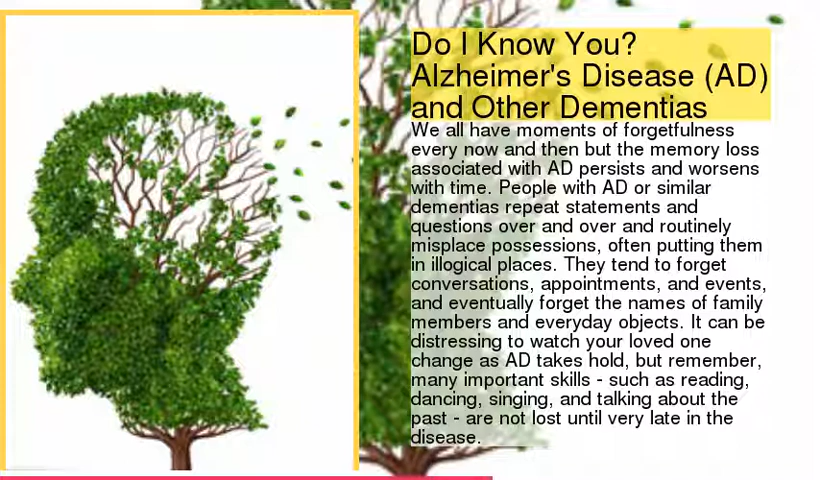 Do I Know You?
Alzheimer's Disease (AD)
and Other Dementias
We all have moments of forgetfulness
every now and then but the memory loss
associated with AD persists and worsens
with time. People with AD or similar
dementias repeat statements and
questions over and over and routinely
misplace possessions, often putting them
in illogical places. They tend to forget
conversations, appointments, and events,
and eventually forget the names of family
members and everyday objects. It can be
distressing to watch your loved one
change as AD takes hold, but remember,
many important skills - such as reading,
dancing, singing, and talking about the
past - are not lost until very late in the
disease.